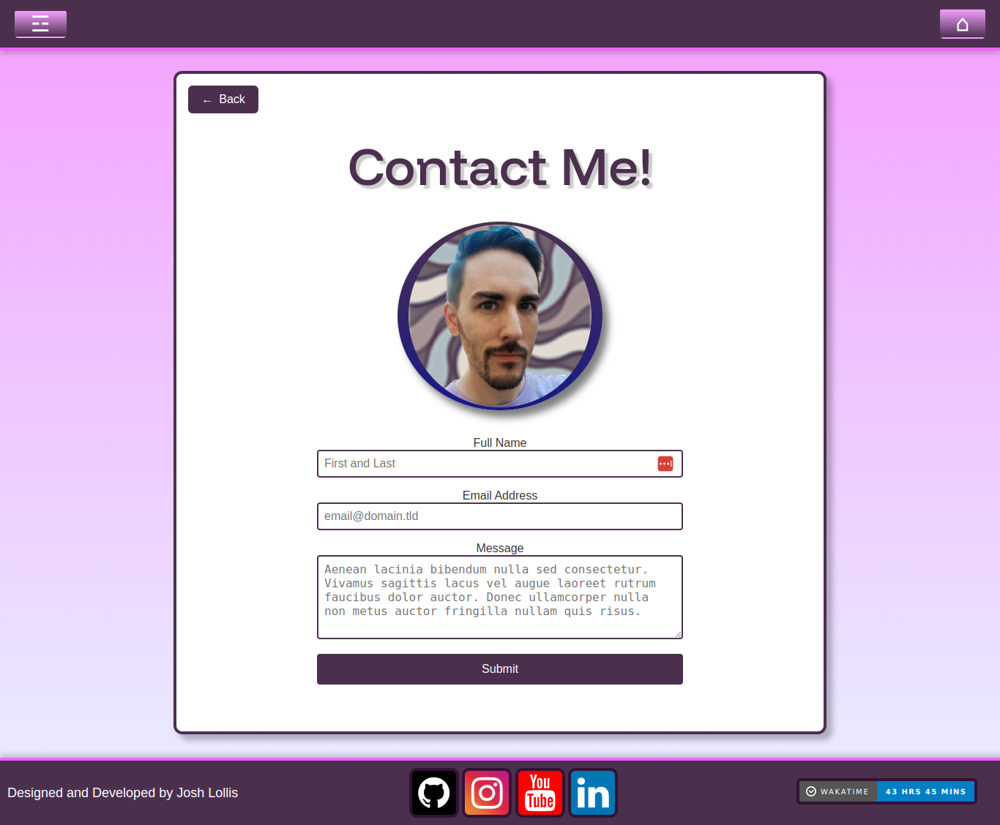 ← Back
Contact Me!
Full Name
First and Last
Email Address
email@domain.tld
Message
Aenean lacinia bibendum nulla sed consectetur.
Vivamus sagittis lacus vel augue laoreet rutrum
faucibus dolor auctor. Donec ullamcorper nulla
non metus auctor fringilla nullam quis risus.
Submit
Designed and Developed by Josh Lollis
You
Tube
in
WAKATIME
43 HRS 45 MINS